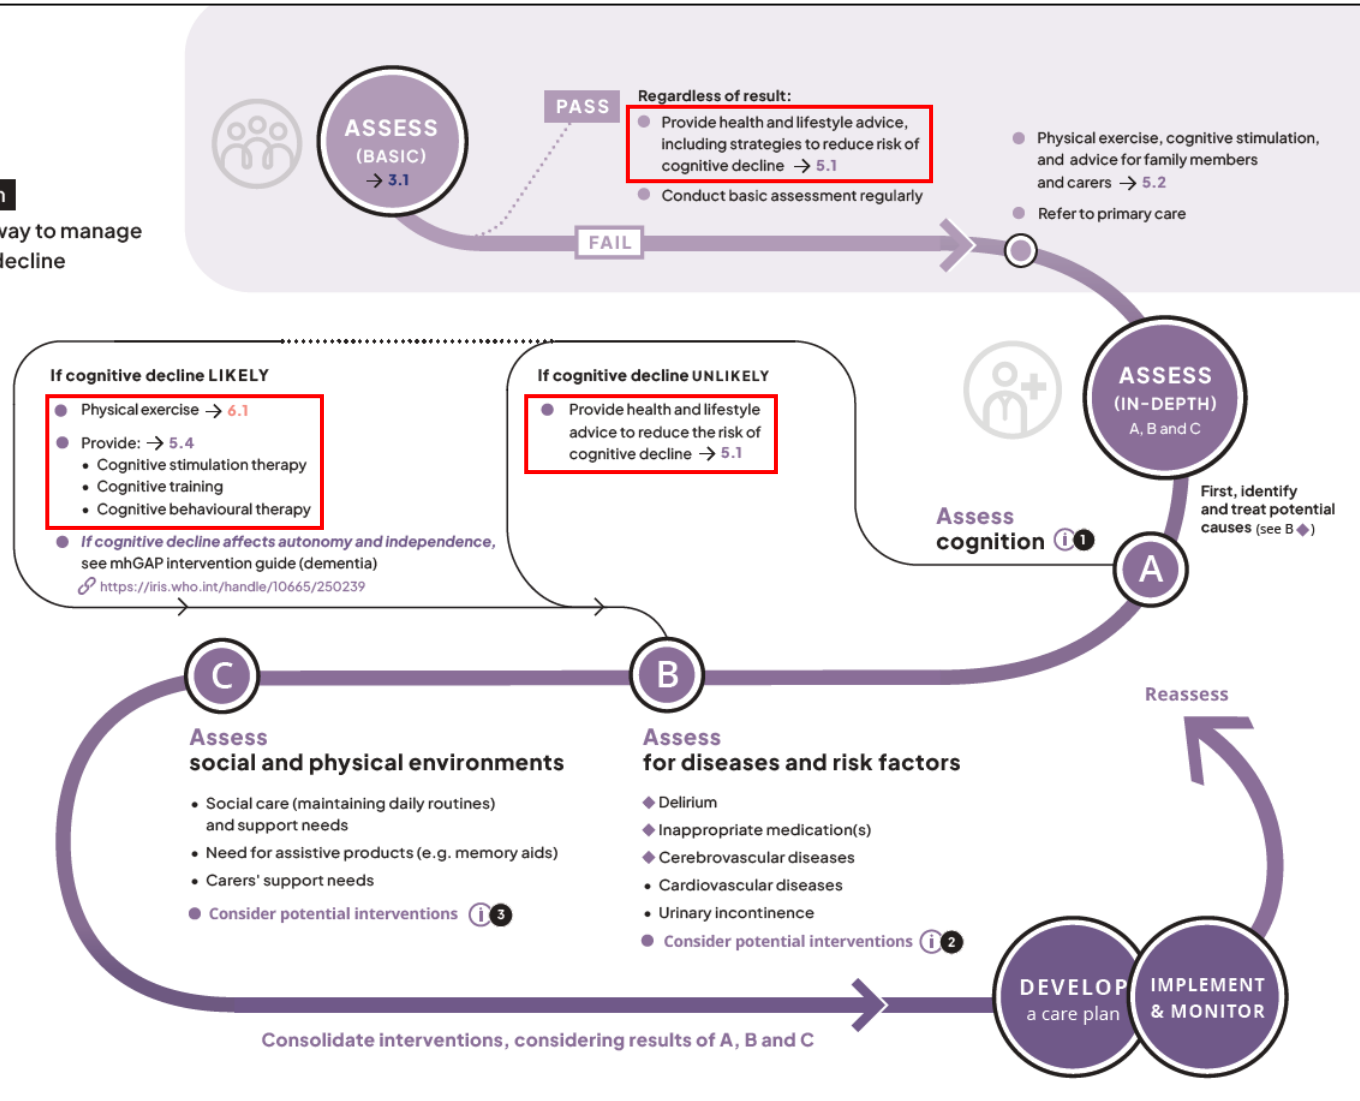 ASSESS
(BASIC)
→ 3.1
PASS
Regardless of result:
Provide health and lifestyle advice,
including strategies to reduce risk of
cognitive decline → 5.1
Conduct basic assessment regularly
FAIL
Physical exercise, cognitive stimulation,
and advice for family members
and carers → 5.2
Refer to primary care
way to manage
decline
If cognitive decline LIKELY
Physical exercise → 6.1
Provide: → 5.4
• Cognitive stimulation therapy
• Cognitive training
• Cognitive behavioural therapy
If cognitive decline affects autonomy and independence,
see mhGAP intervention guide (dementia)
https://iris.who.int/handle/10665/250239
If cognitive decline UNLIKELY
Provide health and lifestyle
advice to reduce the risk of
cognitive decline → 5.1
ASSESS
(IN-DEPTH)
A, B and C
First, identify
and treat potential
causes (see B ◆)
Assess
cognition i 1
A
C
B
Assess
social and physical environments
• Social care (maintaining daily routines)
and support needs
• Need for assistive products (e.g. memory aids)
• Carers' support needs
Consider potential interventions i 3
Assess
for diseases and risk factors
◆ Delirium
◆ Inappropriate medication(s)
◆ Cerebrovascular diseases
• Cardiovascular diseases
• Urinary incontinence
Consider potential interventions i 2
Reassess
DEVELOP
a care plan
IMPLEMENT
& MONITOR
Consolidate interventions, considering results of A, B and C